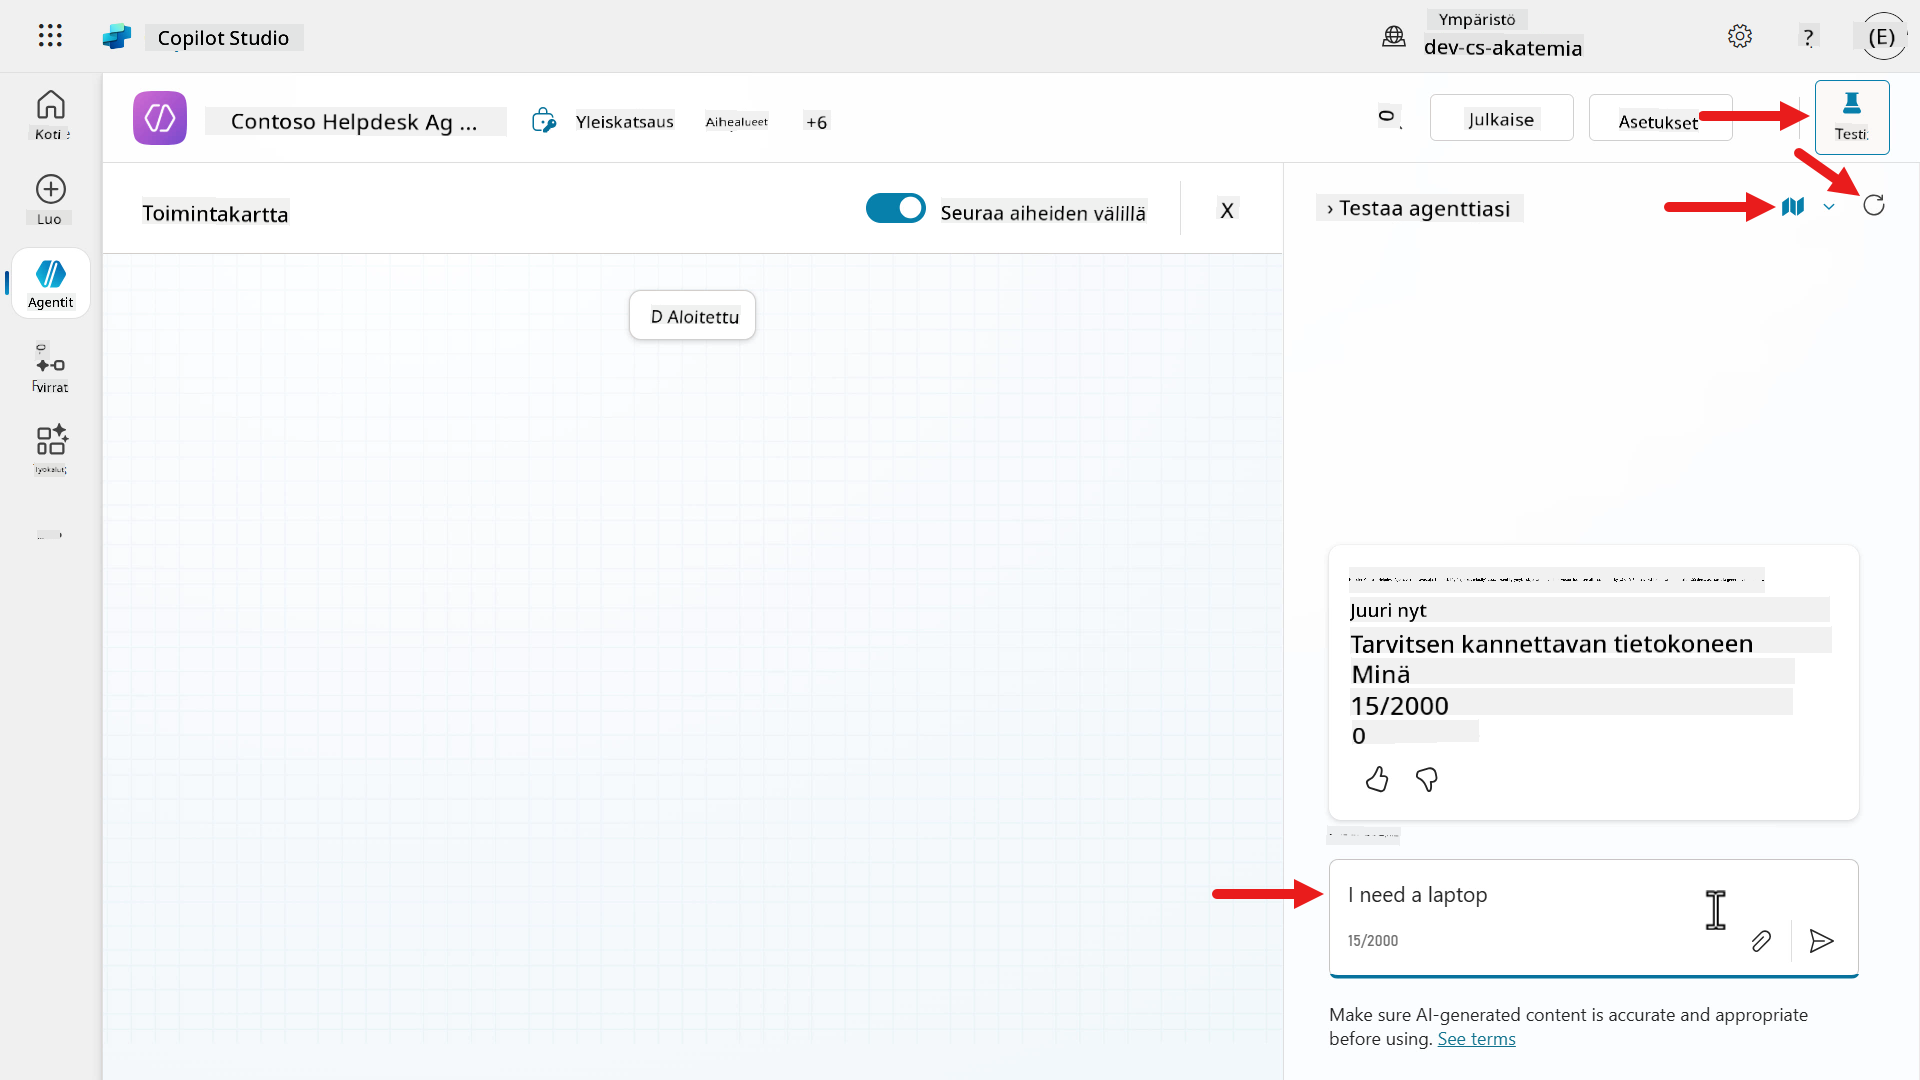 Copilot Studio
Ympäristö
dev-cs-akatemia
?
(E)
Koti
Luo
Agentit
virrat
Työkalut
Contoso Helpdesk Ag ...
Yleiskatsaus
Aihealueet
+6
Julkaise
Asetukset
Testi
Toimintakartta
Seuraa aiheiden välillä
X
› Testaa agenttiasi
D Aloitettu
Juuri nyt
Tarvitsen kannettavan tietokoneen
Minä
15/2000
0
I need a laptop
15/2000
Make sure AI-generated content is accurate and appropriate
before using. See terms